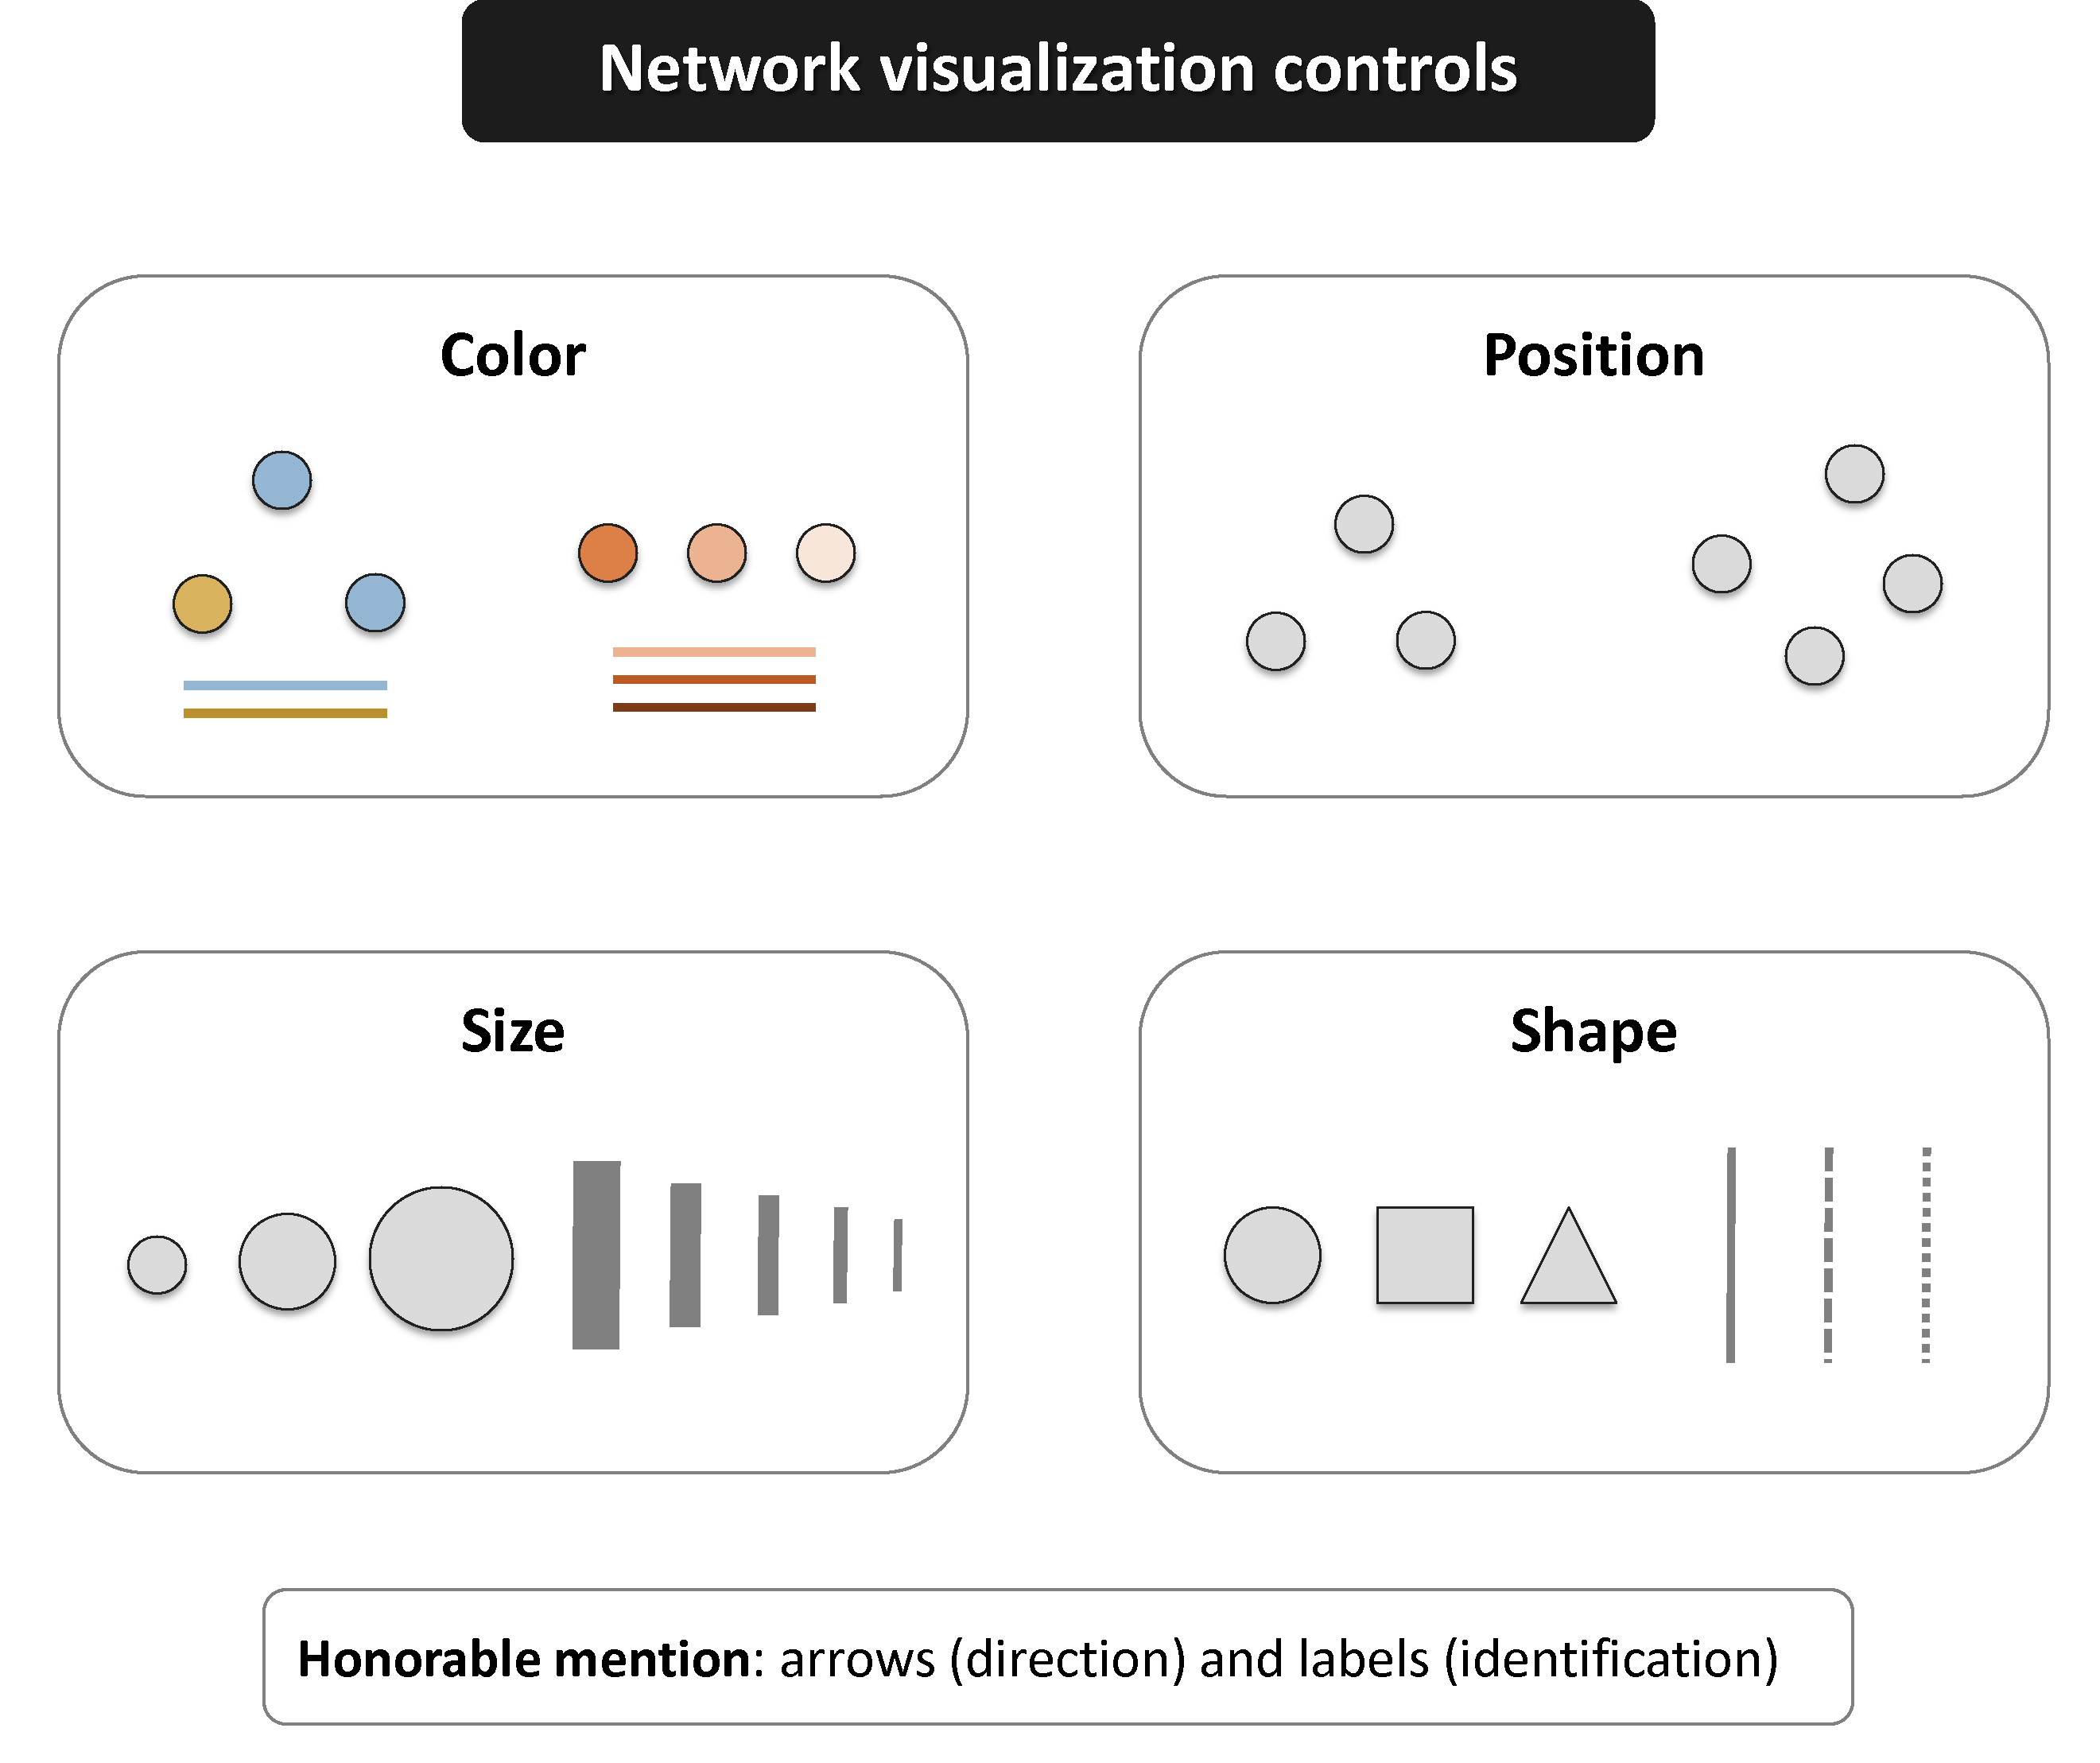 Network visualization controls
Color
Position
Size
Shape
Honorable mention: arrows (direction) and labels (identification)